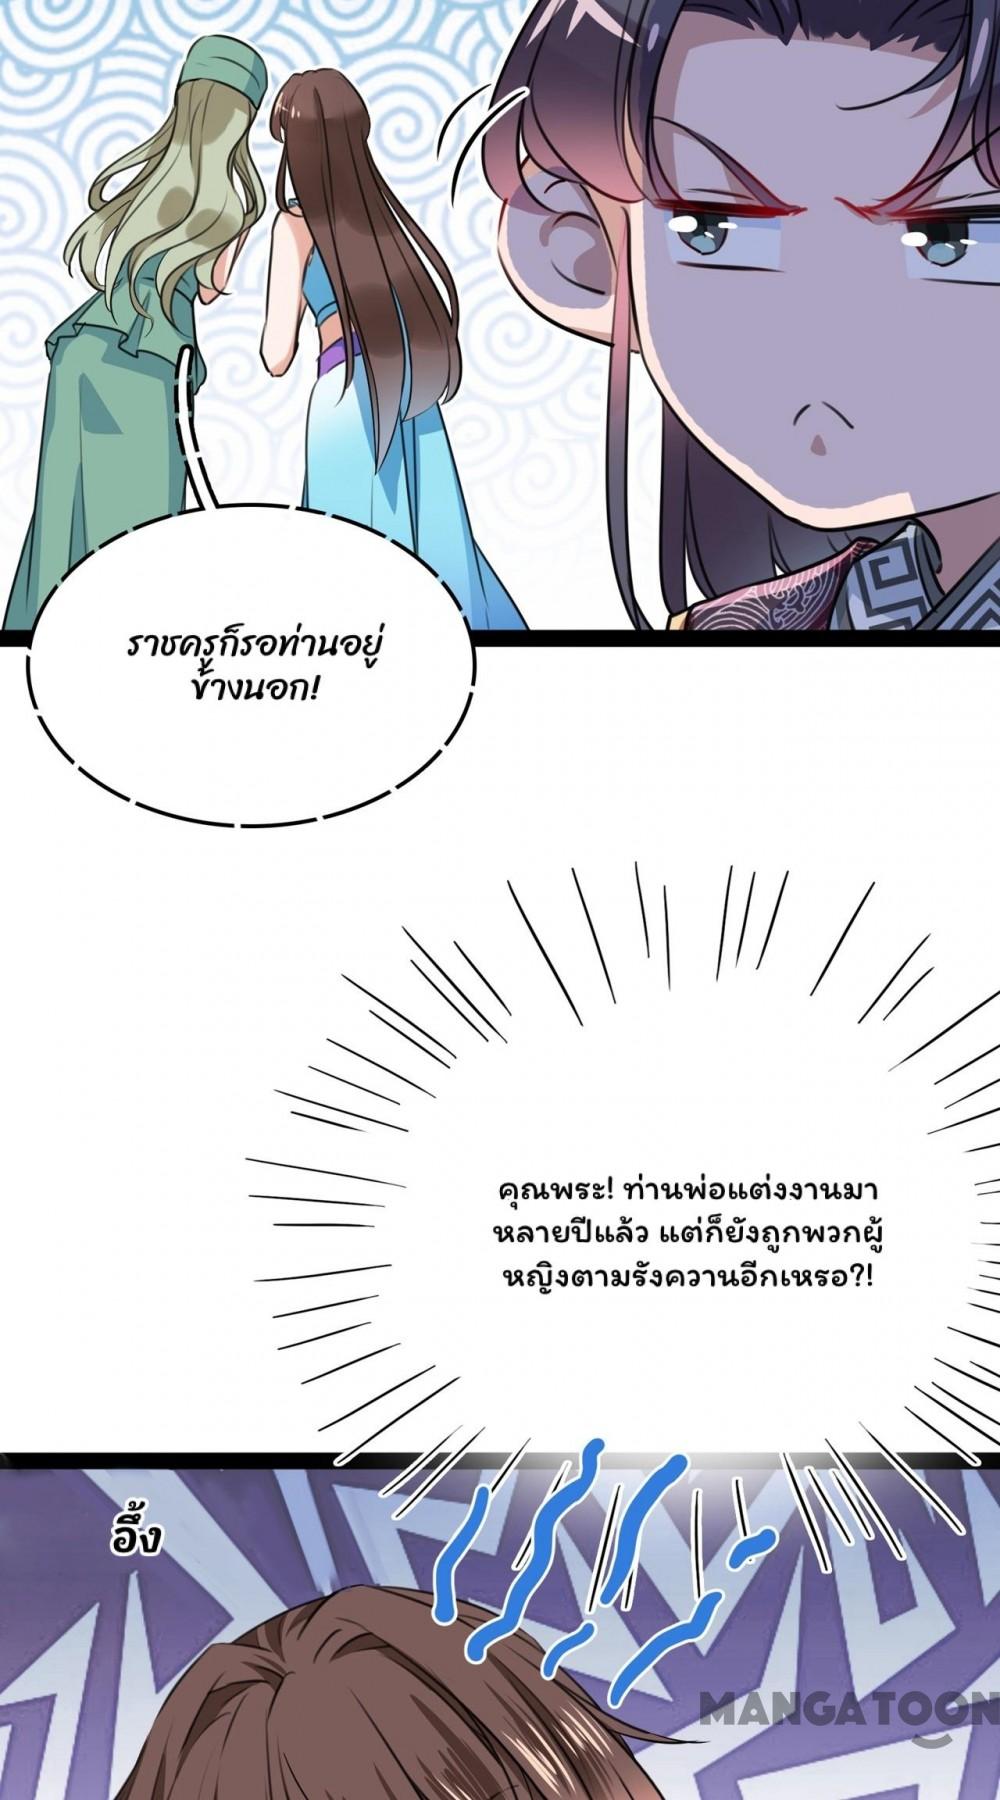 ราชครูก็รอท่านอยู่
ข้างนอก!
คุณพระ! ท่านพ่อแต่งงานมา
หลายปีแล้ว แต่ก็ยังถูกพวกผู้
หญิงตามรังควานอีกเหรอ?!
อึ้ง
MANGATOON